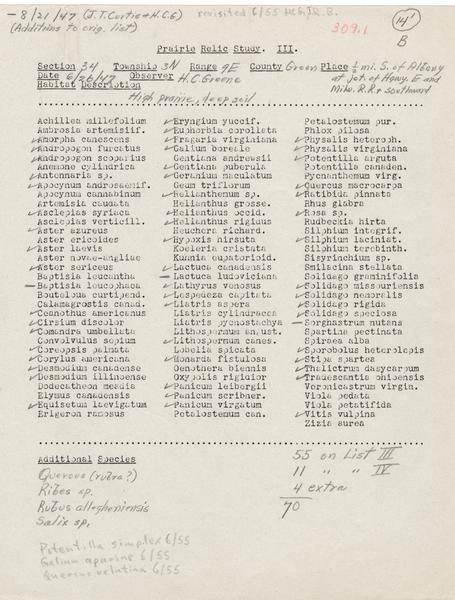 – 8/21/47 (J.T. Curtis + H.C.G) revisited 6/55 HCG, R.B.
(Additions to orig. list) 309.1 14' B
Prairie Relic Study. III.
Section 34 Township 3N Range 9E County Green Place ½ mi. S. of Albany
Date 6/26/47 Observer H.C. Greene at jct. of Hgwy. E and
Habitat Description Milw. R.R + southward
High prairie, deep soil
Achillea millefolium
Ambrosia artemisiif.
✓Amorpha canescens
✓Andropogon furcatus
✓Andropogon scoparius
Anemone cylindrica
✓Antennaria sp.
✓Apocynum androsaemif.
Apocynum cannabinum
Artemisia caudata
✓Asclepias syriaca
Asclepias verticill.
✓Aster azureus
Aster ericoides
✓Aster laevis
Aster novae-angliae
✓Aster sericeus
Baptisia leucantha
–Baptisia leucophaea
Bouteloua curtipend.
Calamagrostis canad.
✓Ceanothus americanus
✓Cirsium discolor
✓Comandra umbellata
Convolvulus sepium
✓Coreopsis palmata
✓Corylus americana
✓Desmodium canadense
✓Desmodium illinoense
Dodecatheon meadia
Elymus canadensis
✓Equisetum laevigatum
Erigeron ramosus
✓Eryngium yuccif.
✓Euphorbia corollata
✓Fragaria virginiana
✓Galium boreale
Gentiana andrewsii
Gentiana puberula
✓Geranium maculatum
Geum triflorum
✓Helianthemum sp.
Helianthus grosse.
✓Helianthus occid.
✓Helianthus rigidus
Heuchera richard.
✓Hypoxis hirsuta
Koeleria cristata
Kuhnia eupatorioid.
✓Lactuca canadensis
–Lactuca ludoviciana
✓Lathyrus venosus
✓Lespedeza capitata
✓Liatris aspera
Liatris cylindracea
Liatris pycnostachya
Lithospermum angust.
✓Lithospermum canes.
Lobelia spicata
✓Monarda fistulosa
Oenothera biennis
Oxypolis rigidior
✓Panicum leibergii
✓Panicum scribner.
✓Panicum virgatum
Petalostemum can.
Petalostemum pur.
Phlox pilosa
✓Physalis heteroph.
✓Physalis virginiana
✓Potentilla arguta
Potentilla canaden.
Pycnanthemum virg.
✓Quercus macrocarpa
✓Ratibida pinnata
Rhus glabra
✓Rosa sp.
Rudbeckia hirta
Silphium integrif.
✓Silphium laciniat.
Silphium terebinth.
Sisyrinchium sp.
Smilacina stellata
Solidago graminifolia
✓Solidago missouriensis
✓Solidago nemoralis
✓Solidago rigida
✓Solidago speciosa
–Sorghastrum nutans
Spartina pectinata
Spiraea alba
✓Sporobolus heterolepis
✓Stipa spartea
✓Thalictrum dasycarpum
✓Tradescantia ohioensis
Veronicastrum virgin.
Viola pedata
Viola pedatifida
✓Vitis vulpina
Zizia aurea
Additional Species
Quercus (rubra?)
Ribes sp.
Rubus allegheniensis
Salix sp.
55 on List III
11 " " IV
4 extra
70
Potentilla simplex 6/55
Galium aparine 6/55
Quercus velutina 6/55